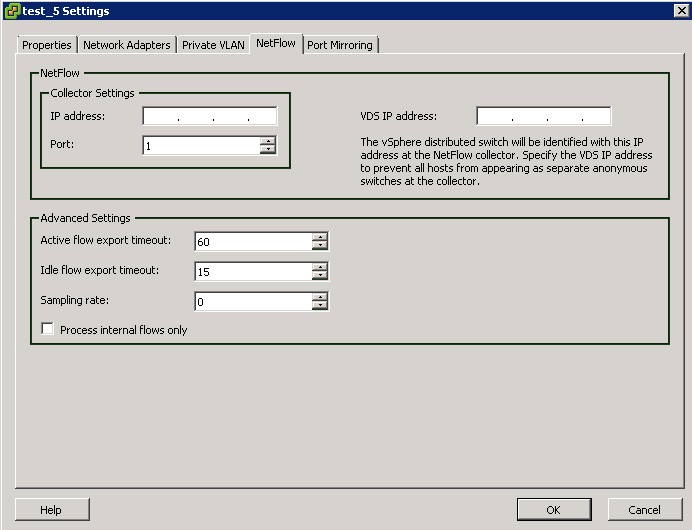 test_5 Settings
Properties
Network Adapters
Private VLAN
NetFlow
Port Mirroring
NetFlow
Collector Settings
IP address: . . .
Port: 1
VDS IP address: . . .
The vSphere distributed switch will be identified with this IP
address at the NetFlow collector. Specify the VDS IP address
to prevent all hosts from appearing as separate anonymous
switches at the collector.
Advanced Settings
Active flow export timeout: 60
Idle flow export timeout: 15
Sampling rate: 0
Process internal flows only
Help
OK
Cancel